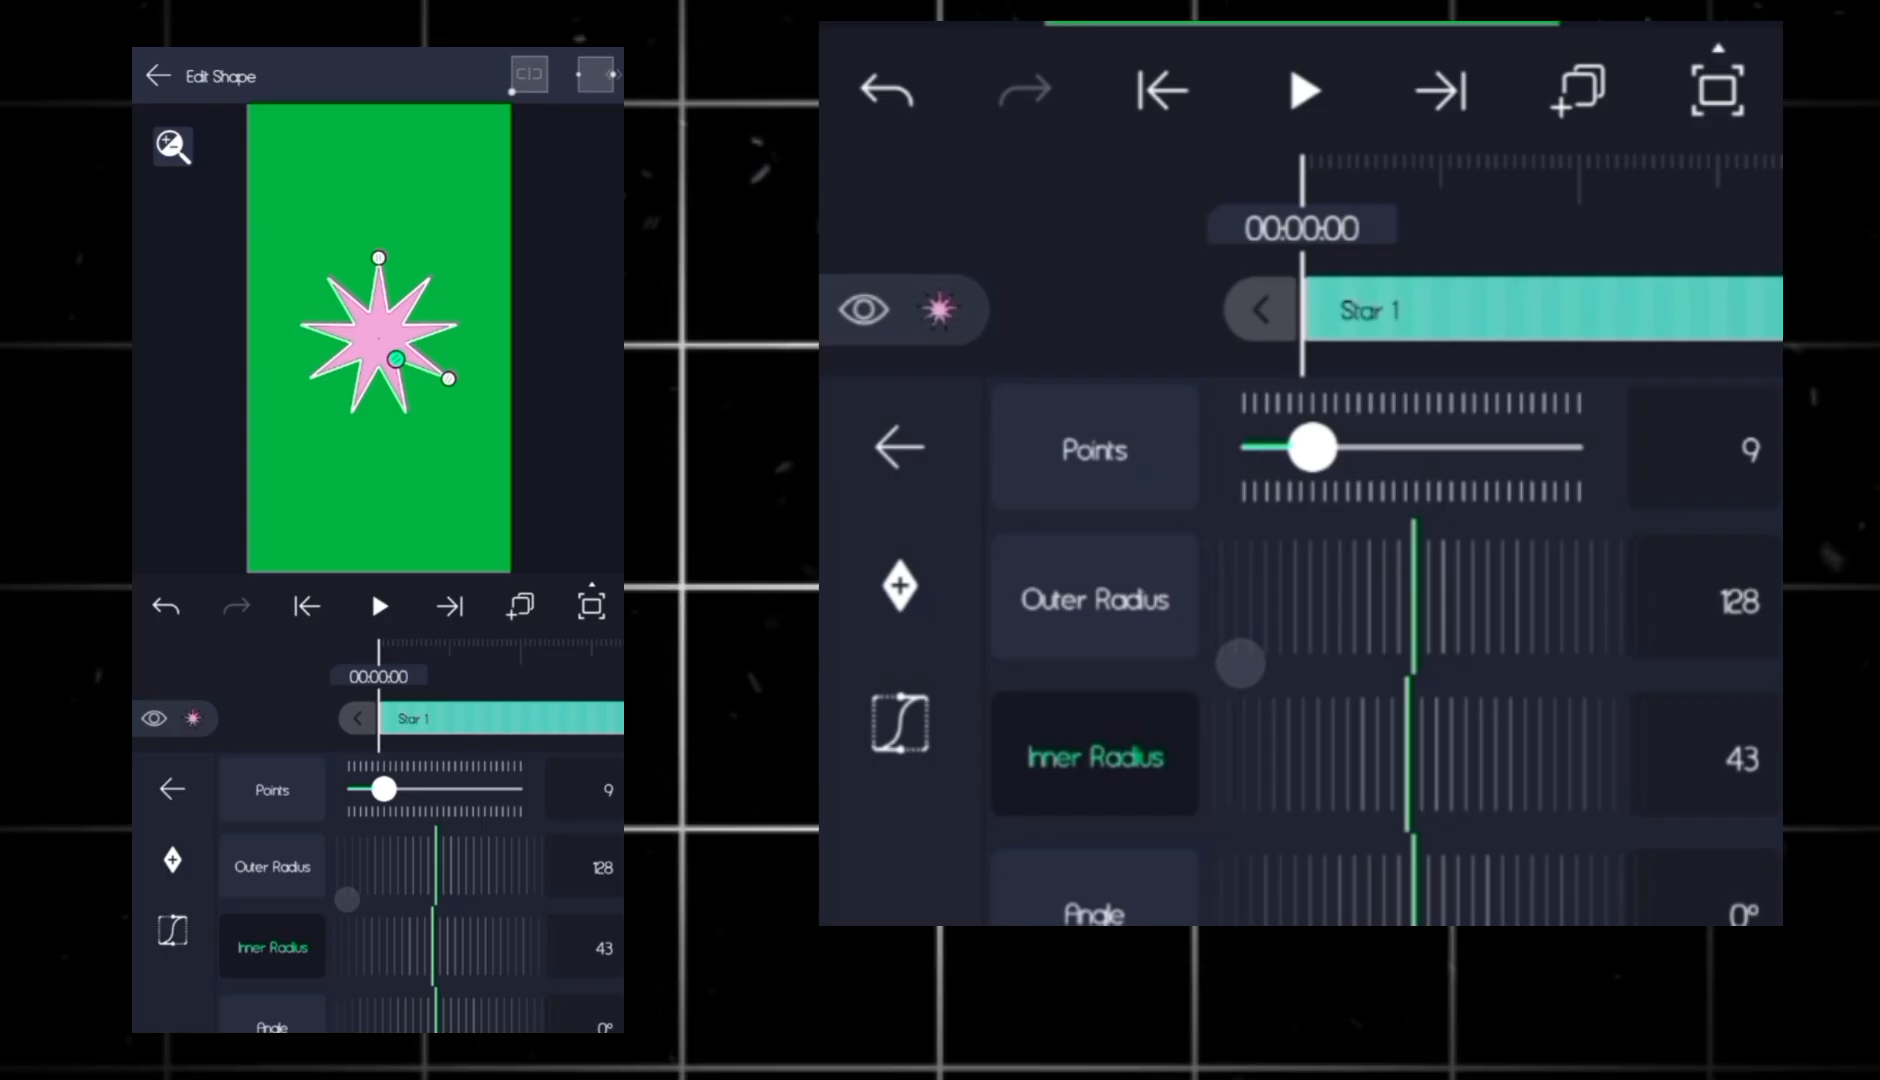 Edit Shape
00:00:00
Star 1
Points 9
Outer Radius 128
Inner Radius 43
Angle 0°
00:00:00
Star 1
Points 9
Outer Radius 128
Inner Radius 43
Angle 0°